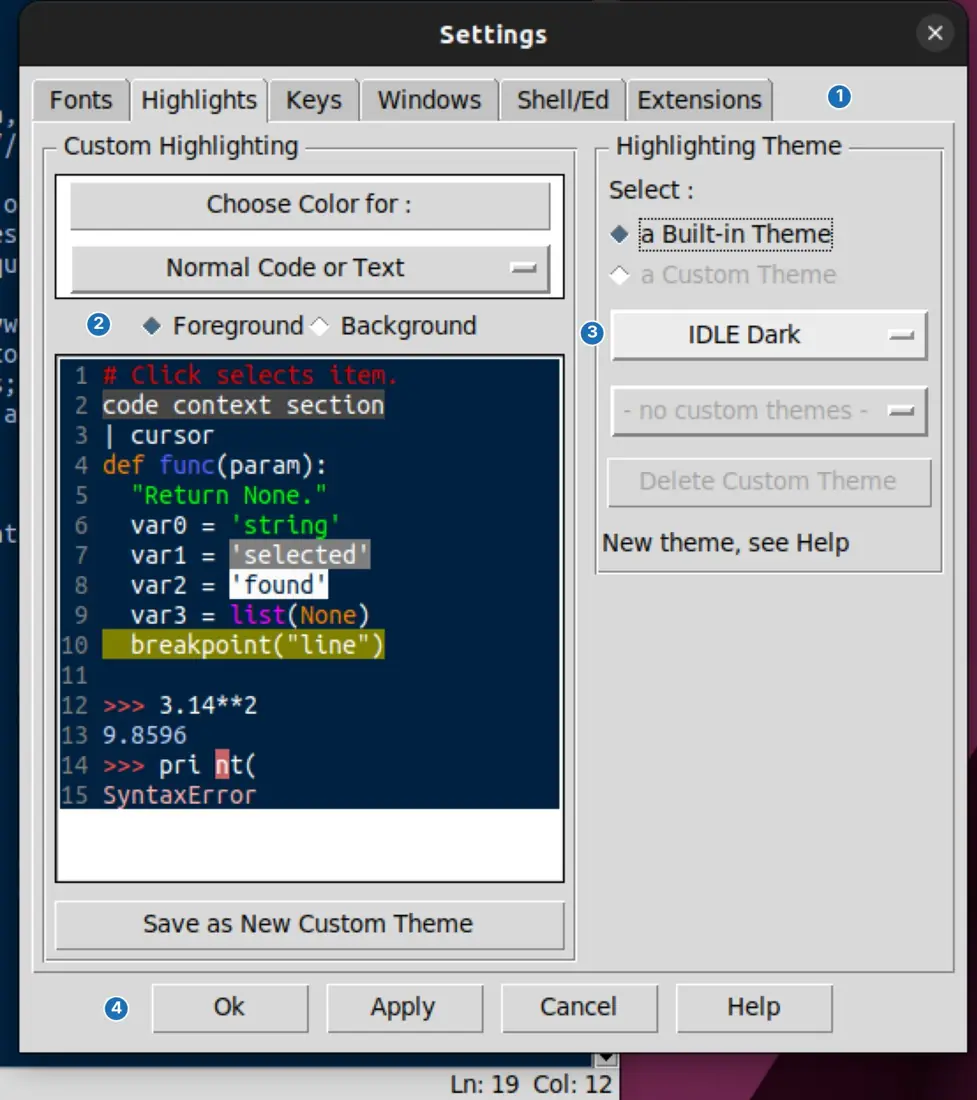 Settings
Fonts Highlights Keys Windows Shell/Ed Extensions 1
Custom Highlighting
Choose Color for :
Normal Code or Text
2 Foreground Background
1 # Click selects item.
2 code context section
3 | cursor
4 def func(param):
5   "Return None."
6   var0 = 'string'
7   var1 = 'selected'
8   var2 = 'found'
9   var3 = list(None)
10   breakpoint("line")
11
12 >>> 3.14**2
13 9.8596
14 >>> pri nt(
15 SyntaxError
Save as New Custom Theme
Highlighting Theme
Select :
a Built-in Theme
a Custom Theme
3 IDLE Dark
- no custom themes -
Delete Custom Theme
New theme, see Help
4 Ok Apply Cancel Help
Ln: 19 Col: 12